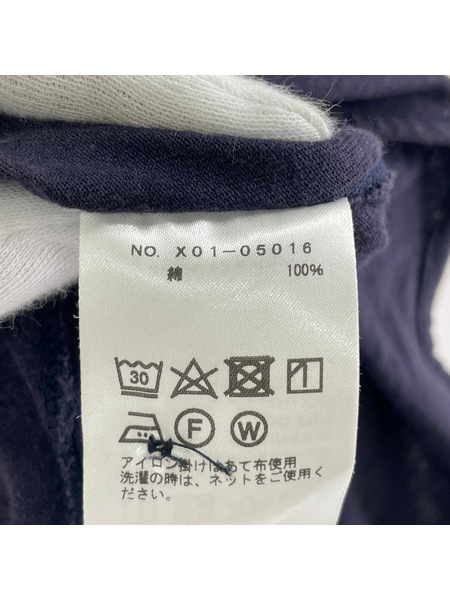 NO. X01-05016
綿 100%
30
F W
アイロン掛けはあて布使用
洗濯の時は、ネットをご使用く
ださい。